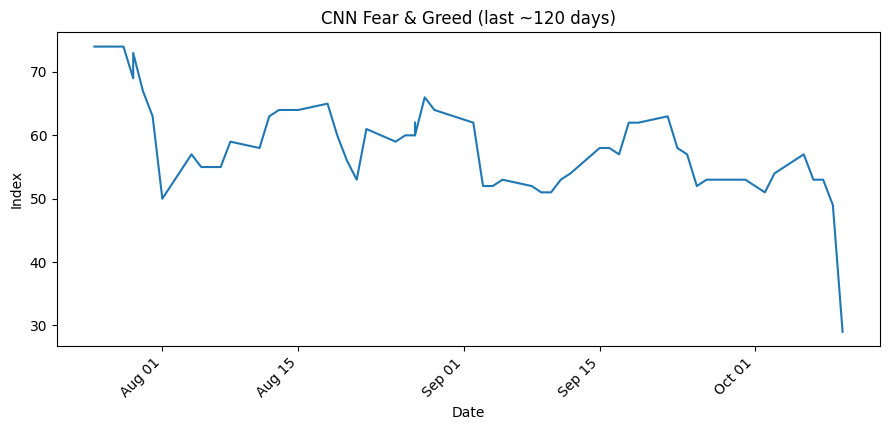 CNN Fear & Greed (last ~120 days)
Index
70
60
50
40
30
Aug 01
Aug 15
Sep 01
Sep 15
Oct 01
Date